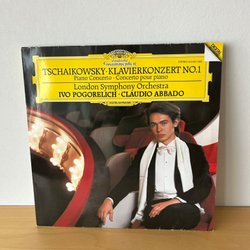 TSCHAIKOWSKY · KLAVIERKONZERT NO.1
Piano Concerto · Concerto pour piano
London Symphony Orchestra
IVO POGORELICH · CLAUDIO ABBADO